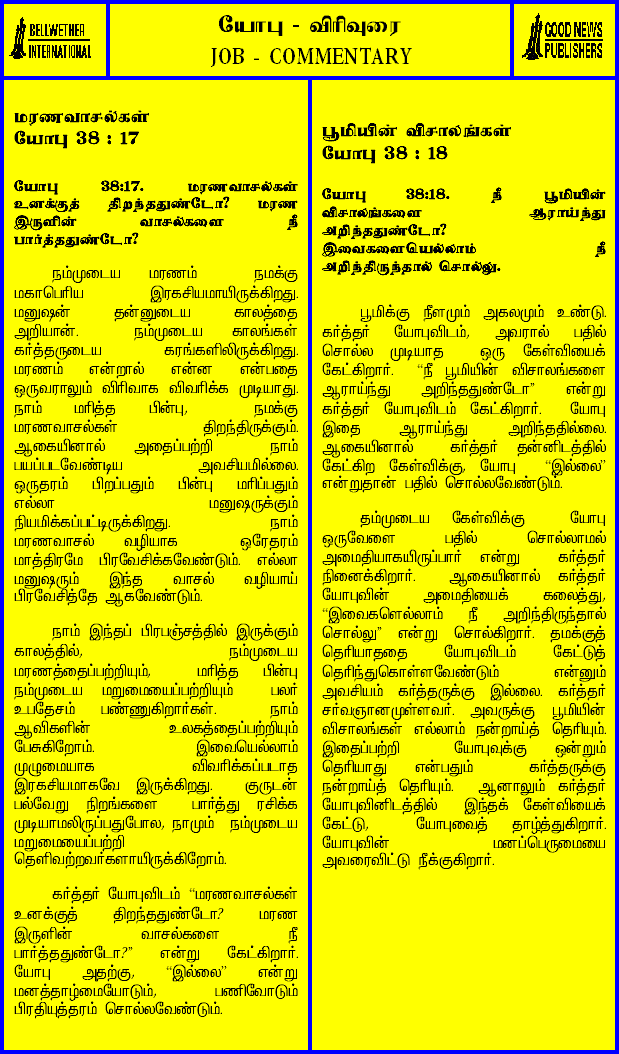 BELLWETHER
INTERNATIONAL
யோபு - விரிவுரை
JOB - COMMENTARY
GOOD NEWS
PUBLISHERS
மரணவாசல்கள்
யோபு 38 : 17
யோபு 38:17. மரணவாசல்கள்
உனக்குத் திறந்ததுண்டோ? மரண
இருளின் வாசல்களை நீ
பார்த்ததுண்டோ?
நம்முடைய மரணம் நமக்கு
மகாபெரிய இரகசியமாயிருக்கிறது.
மனுஷன் தன்னுடைய காலத்தை
அறியான். நம்முடைய காலங்கள்
கர்த்தருடைய கரங்களிலிருக்கிறது.
மரணம் என்றால் என்ன என்பதை
ஒருவராலும் விரிவாக விவரிக்க முடியாது.
நாம் மரித்த பின்பு, நமக்கு
மரணவாசல்கள் திறந்திருக்கும்.
ஆகையினால் அதைப்பற்றி நாம்
பயப்படவேண்டிய அவசியமில்லை.
ஒருதரம் பிறப்பதும் பின்பு மரிப்பதும்
எல்லா மனுஷருக்கும்
நியமிக்கப்பட்டிருக்கிறது. நாம்
மரணவாசல் வழியாக ஒரேதரம்
மாத்திரமே பிரவேசிக்கவேண்டும். எல்லா
மனுஷரும் இந்த வாசல் வழியாய்
பிரவேசித்தே ஆகவேண்டும்.
நாம் இந்தப் பிரபஞ்சத்தில் இருக்கும்
காலத்தில், நம்முடைய
மரணத்தைப்பற்றியும், மரித்த பின்பு
நம்முடைய மறுமையைப்பற்றியும் பலர்
உபதேசம் பண்ணுகிறார்கள். நாம்
ஆவிகளின் உலகத்தைப்பற்றியும்
பேசுகிறோம். இவையெல்லாம்
முழுமையாக விவரிக்கப்படாத
இரகசியமாகவே இருக்கிறது. குருடன்
பல்வேறு நிறங்களை பார்த்து ரசிக்க
முடியாமலிருப்பதுபோல, நாமும் நம்முடைய
மறுமையைப்பற்றி
தெளிவற்றவர்களாயிருக்கிறோம்.
கர்த்தர் யோபுவிடம் “மரணவாசல்கள்
உனக்குத் திறந்ததுண்டோ? மரண
இருளின் வாசல்களை நீ
பார்த்ததுண்டோ?” என்று கேட்கிறார்.
யோபு அதற்கு, “இல்லை” என்று
மனத்தாழ்மையோடும், பணிவோடும்
பிரதியுத்தரம் சொல்லவேண்டும்.
பூமியின் விசாலங்கள்
யோபு 38 : 18
யோபு 38:18. நீ பூமியின்
விசாலங்களை ஆராய்ந்து
அறிந்ததுண்டோ?
இவைகளையெல்லாம் நீ
அறிந்திருந்தால் சொல்லு.
பூமிக்கு நீளமும் அகலமும் உண்டு.
கர்த்தர் யோபுவிடம், அவரால் பதில்
சொல்ல முடியாத ஒரு கேள்வியைக்
கேட்கிறார். “நீ பூமியின் விசாலங்களை
ஆராய்ந்து அறிந்ததுண்டோ” என்று
கர்த்தர் யோபுவிடம் கேட்கிறார். யோபு
இதை ஆராய்ந்து அறிந்ததில்லை.
ஆகையினால் கர்த்தர் தன்னிடத்தில்
கேட்கிற கேள்விக்கு, யோபு “இல்லை”
என்றுதான் பதில் சொல்லவேண்டும்.
தம்முடைய கேள்விக்கு யோபு
ஒருவேளை பதில் சொல்லாமல்
அமைதியாகயிருப்பார் என்று கர்த்தர்
நினைக்கிறார். ஆகையினால் கர்த்தர்
யோபுவின் அமைதியைக் கலைத்து,
“இவைகளெல்லாம் நீ அறிந்திருந்தால்
சொல்லு” என்று சொல்கிறார். தமக்குத்
தெரியாததை யோபுவிடம் கேட்டுத்
தெரிந்துகொள்ளவேண்டும் என்னும்
அவசியம் கர்த்தருக்கு இல்லை. கர்த்தர்
சர்வஞானமுள்ளவர். அவருக்கு பூமியின்
விசாலங்கள் எல்லாம் நன்றாய்த் தெரியும்.
இதைப்பற்றி யோபுவுக்கு ஒன்றும்
தெரியாது என்பதும் கர்த்தருக்கு
நன்றாய்த் தெரியும். ஆனாலும் கர்த்தர்
யோபுவினிடத்தில் இந்தக் கேள்வியைக்
கேட்டு, யோபுவைத் தாழ்த்துகிறார்.
யோபுவின் மனப்பெருமையை
அவரைவிட்டு நீக்குகிறார்.